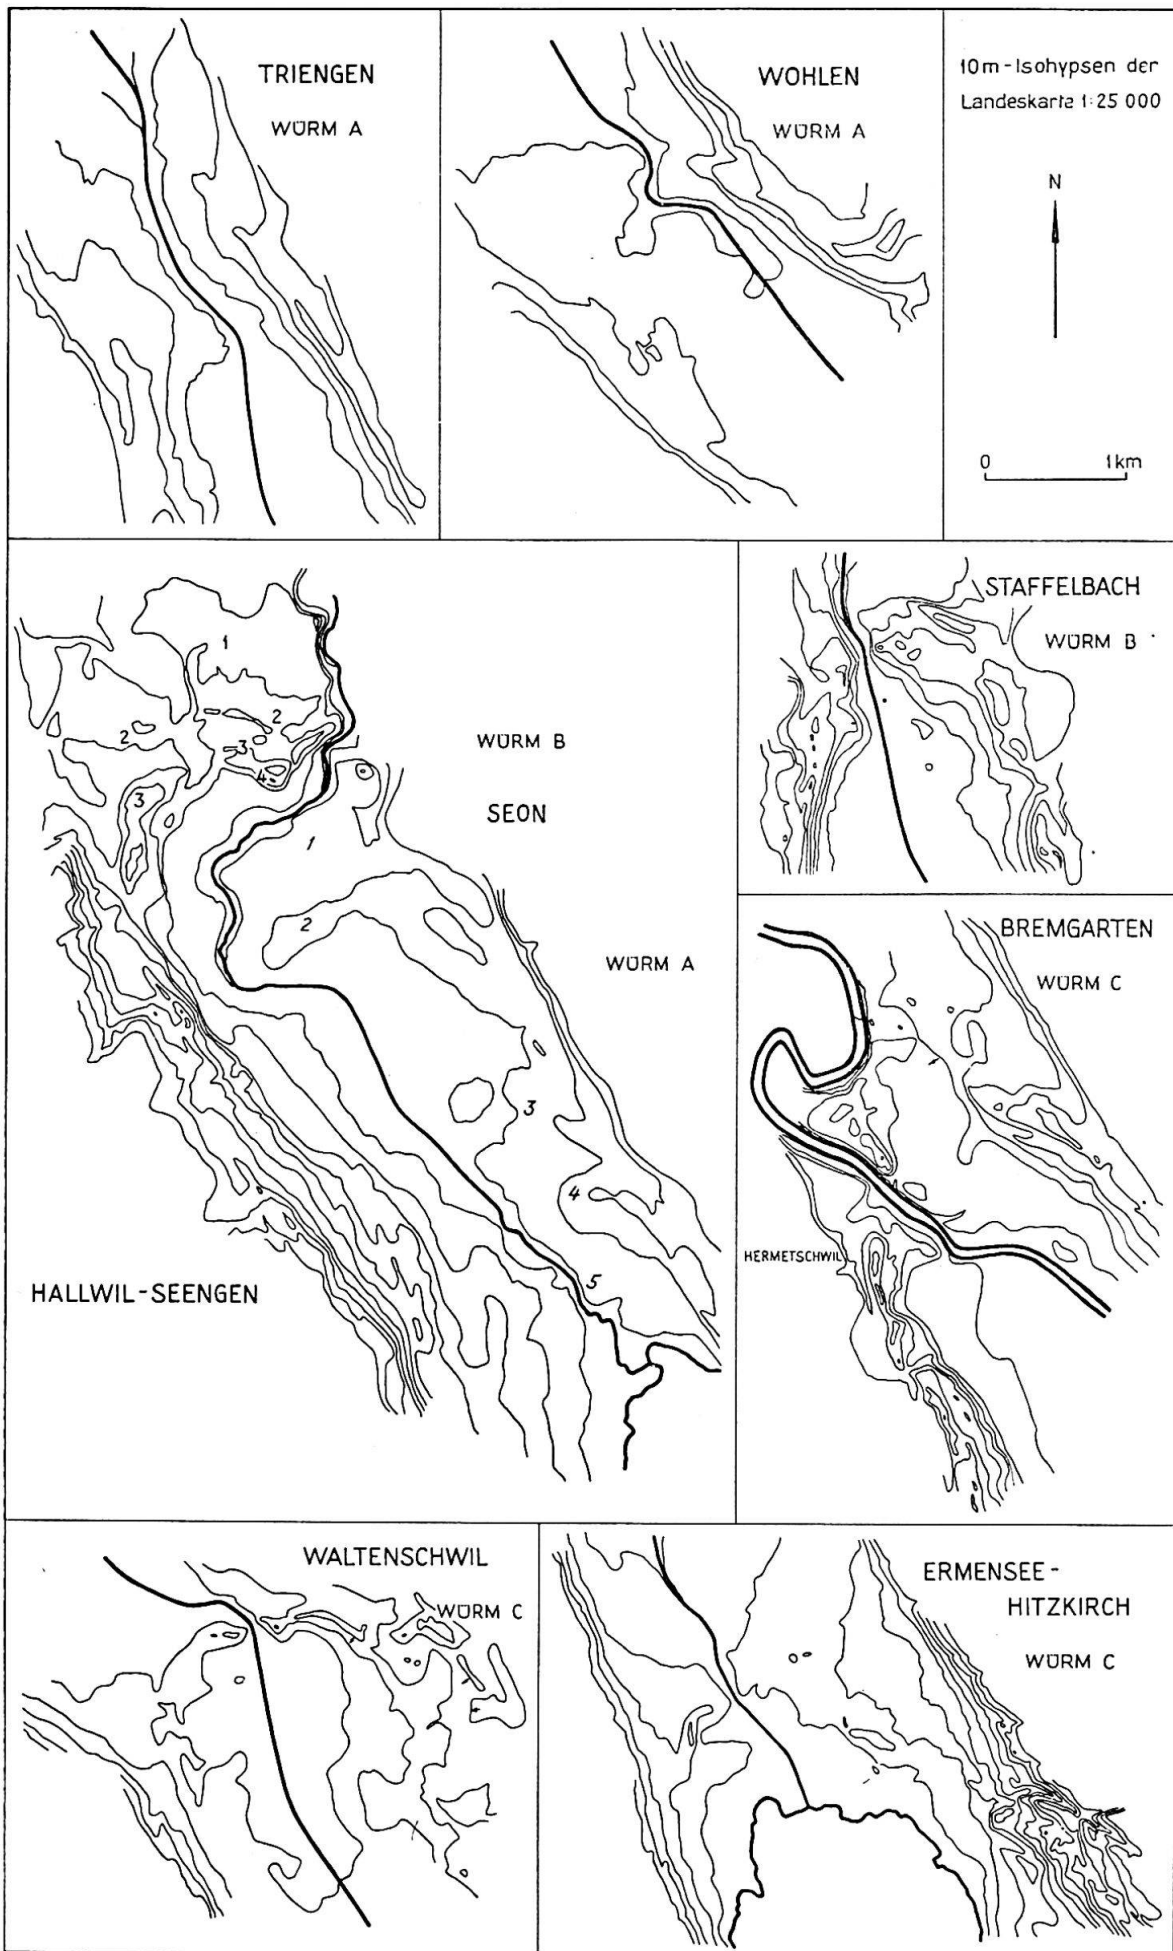 TRIENGEN
WÜRM A
WOHLEN
WÜRM A
10m-Isohypsen der
Landeskarte 1:25 000
N
0 1km
1
2
2
3
4
3
WÜRM B
SEON
1
2
WÜRM A
3
4
5
HALLWIL-SEENGEN
STAFFELBACH
WÜRM B
BREMGARTEN
WÜRM C
HERMETSCHWIL
WALTENSCHWIL
WÜRM C
ERMENSEE-
HITZKIRCH
WÜRM C